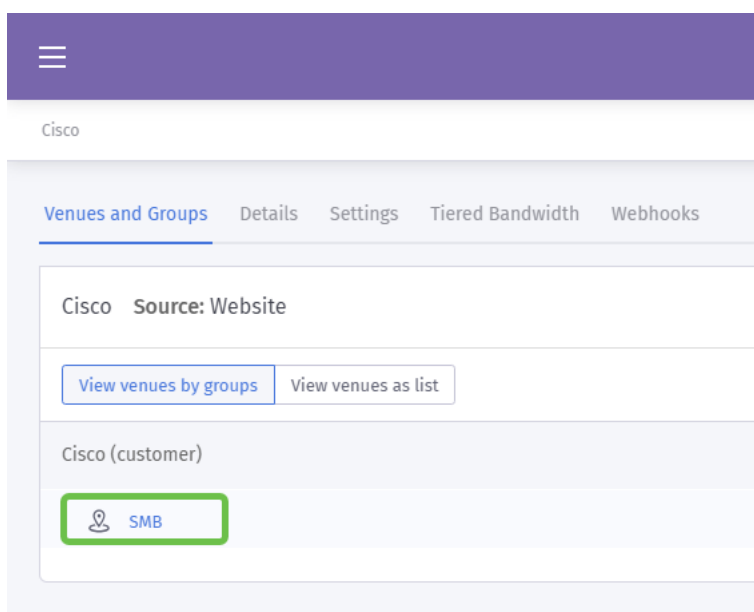 Cisco
Venues and Groups Details Settings Tiered Bandwidth Webhooks
Cisco Source: Website
View venues by groups View venues as list
Cisco (customer)
SMB